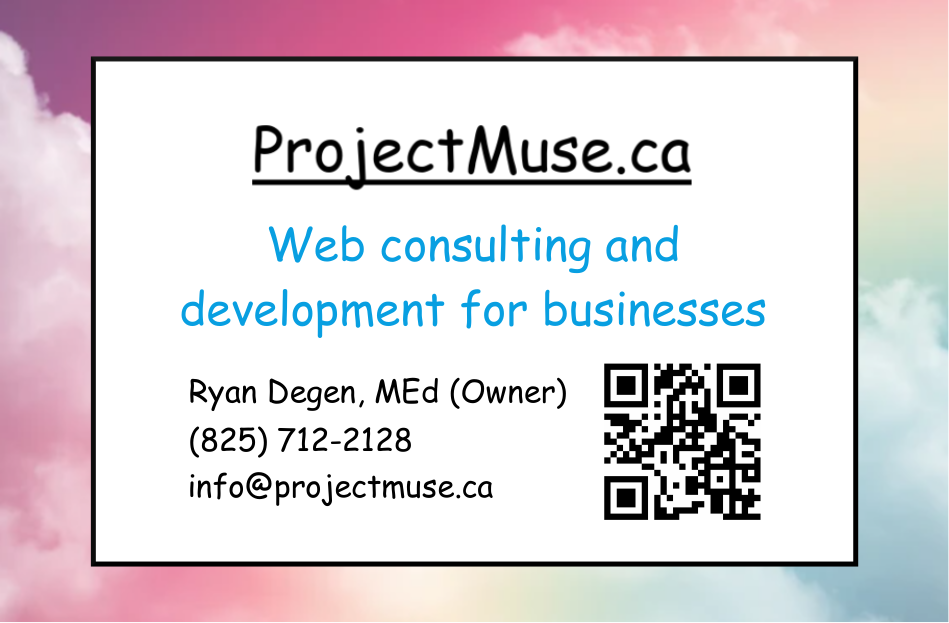 ProjectMuse.ca
Web consulting and
development for businesses
Ryan Degen, MEd (Owner)
(825) 712-2128
info@projectmuse.ca